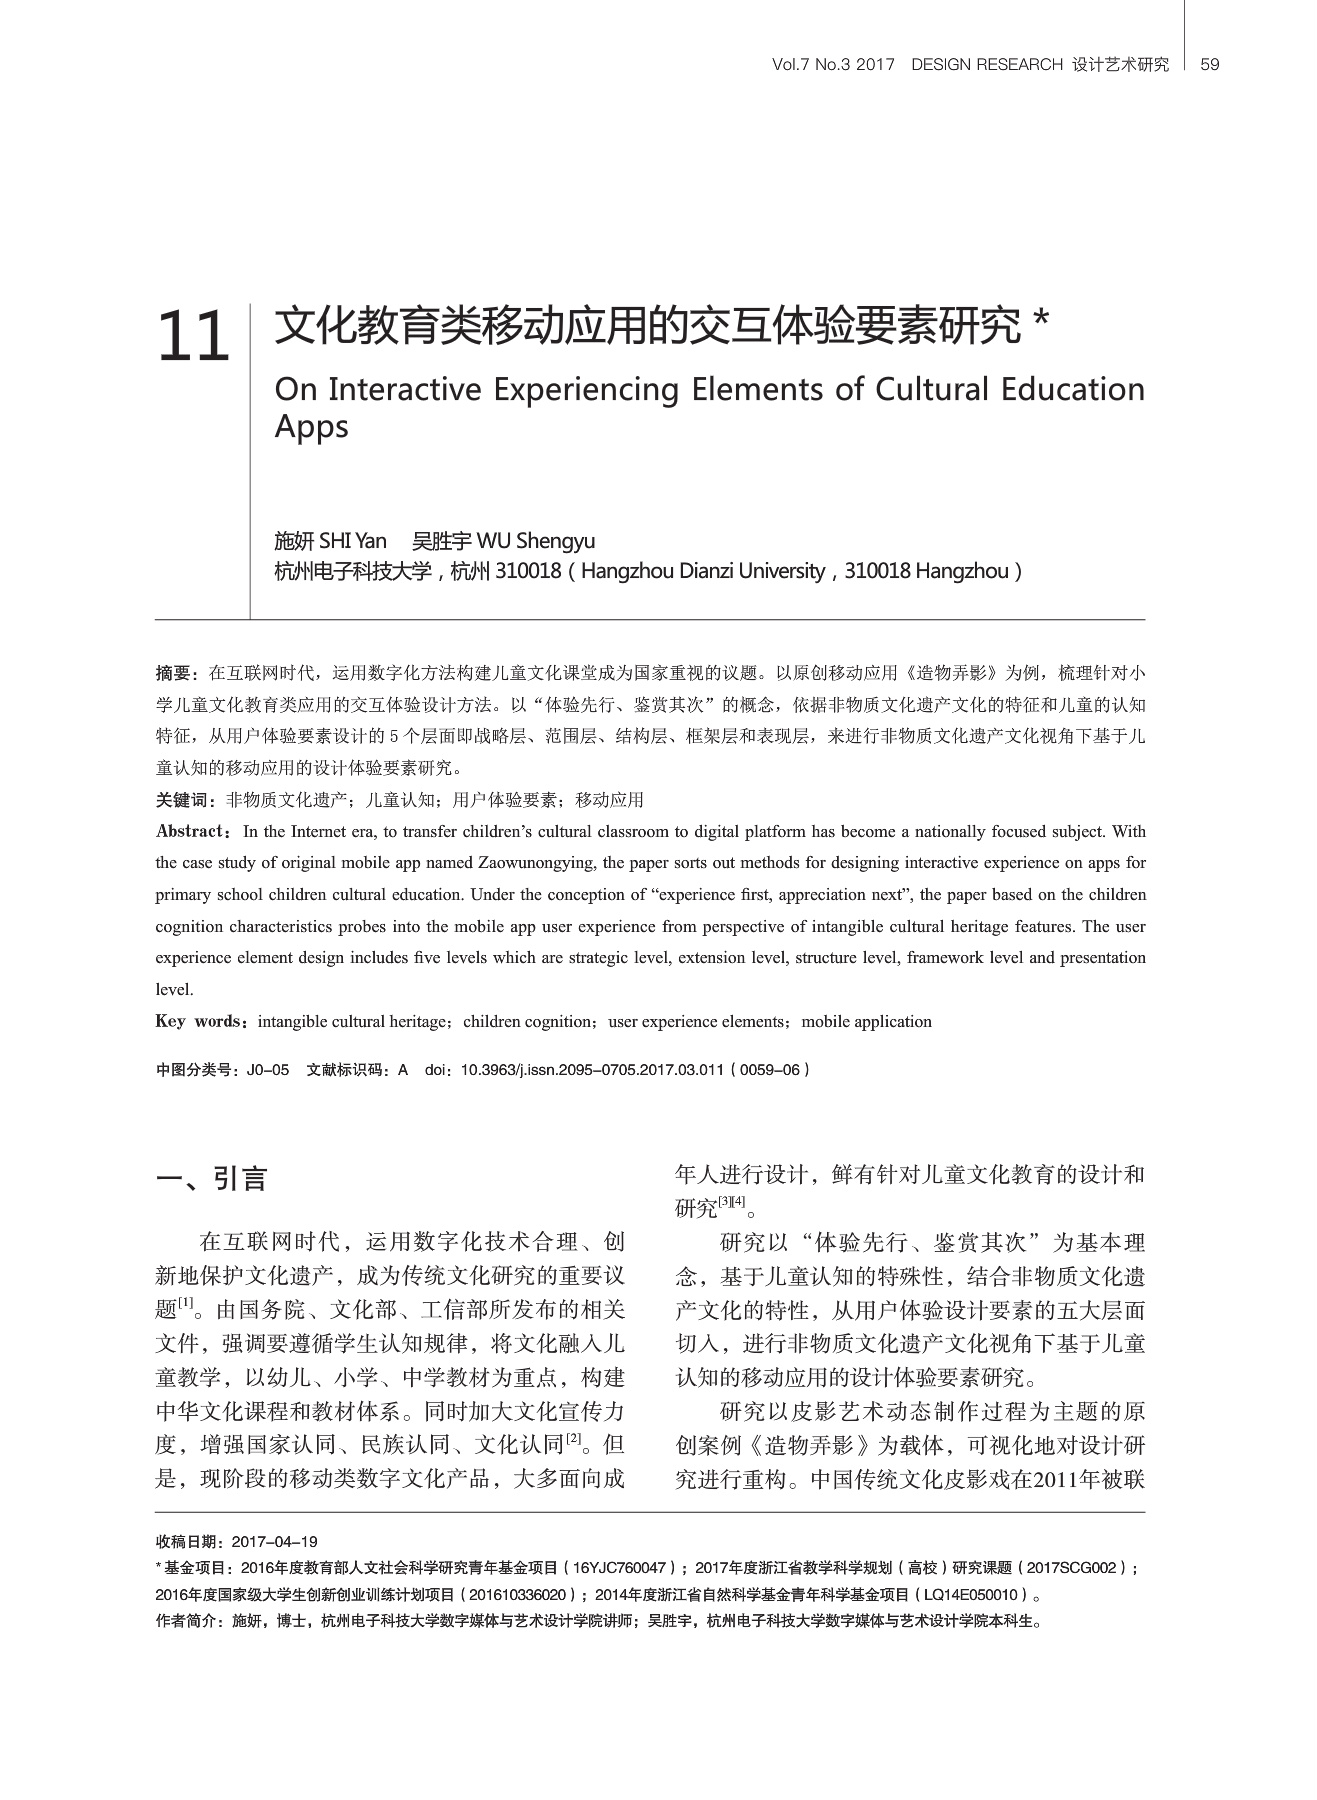 Vol.7 No.3 2017 DESIGN RESEARCH 设计艺术研究 59
11
文化教育类移动应用的交互体验要素研究 *
On Interactive Experiencing Elements of Cultural Education
Apps
施妍 SHI Yan 吴胜宇 WU Shengyu
杭州电子科技大学，杭州 310018（Hangzhou Dianzi University，310018 Hangzhou）
摘要：在互联网时代，运用数字化方法构建儿童文化课堂成为国家重视的议题。以原创移动应用《造物弄影》为例，梳理针对小
学儿童文化教育类应用的交互体验设计方法。以“体验先行、鉴赏其次”的概念，依据非物质文化遗产文化的特征和儿童的认知
特征，从用户体验要素设计的 5 个层面即战略层、范围层、结构层、框架层和表现层，来进行非物质文化遗产文化视角下基于儿
童认知的移动应用的设计体验要素研究。
关键词：非物质文化遗产；儿童认知；用户体验要素；移动应用
Abstract：In the Internet era, to transfer children’s cultural classroom to digital platform has become a nationally focused subject. With
the case study of original mobile app named Zaowunongying, the paper sorts out methods for designing interactive experience on apps for
primary school children cultural education. Under the conception of “experience first, appreciation next”, the paper based on the children
cognition characteristics probes into the mobile app user experience from perspective of intangible cultural heritage features. The user
experience element design includes five levels which are strategic level, extension level, structure level, framework level and presentation
level.
Key words：intangible cultural heritage；children cognition；user experience elements；mobile application
中图分类号：J0-05 文献标识码：A doi：10.3963/j.issn.2095-0705.2017.03.011（0059-06）
一、引言
在互联网时代，运用数字化技术合理、创
新地保护文化遗产，成为传统文化研究的重要议
题[1]。由国务院、文化部、工信部所发布的相关
文件，强调要遵循学生认知规律，将文化融入儿
童教学，以幼儿、小学、中学教材为重点，构建
中华文化课程和教材体系。同时加大文化宣传力
度，增强国家认同、民族认同、文化认同[2]。但
是，现阶段的移动类数字文化产品，大多面向成
年人进行设计，鲜有针对儿童文化教育的设计和
研究[3][4]。
研究以“体验先行、鉴赏其次”为基本理
念，基于儿童认知的特殊性，结合非物质文化遗
产文化的特性，从用户体验设计要素的五大层面
切入，进行非物质文化遗产文化视角下基于儿童
认知的移动应用的设计体验要素研究。
研究以皮影艺术动态制作过程为主题的原
创案例《造物弄影》为载体，可视化地对设计研
究进行重构。中国传统文化皮影戏在2011年被联
收稿日期：2017-04-19
* 基金项目：2016年度教育部人文社会科学研究青年基金项目（16YJC760047）；2017年度浙江省教学科学规划（高校）研究课题（2017SCG002）；
2016年度国家级大学生创新创业训练计划项目（201610336020）；2014年度浙江省自然科学基金青年科学基金项目（LQ14E050010）。
作者简介：施妍，博士，杭州电子科技大学数字媒体与艺术设计学院讲师；吴胜宇，杭州电子科技大学数字媒体与艺术设计学院本科生。